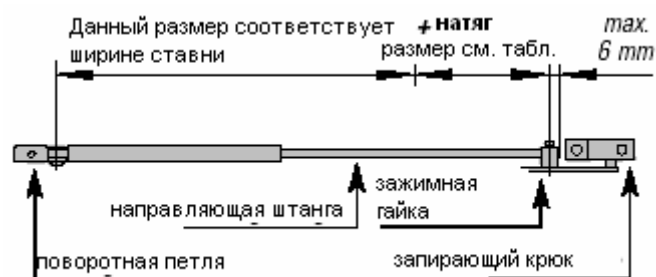 Данный размер соответствует
ширине ставни
+ натяг
размер см. табл.
max.
6 mm
зажимная
гайка
направляющая штанга
поворотная петля
запирающий крюк